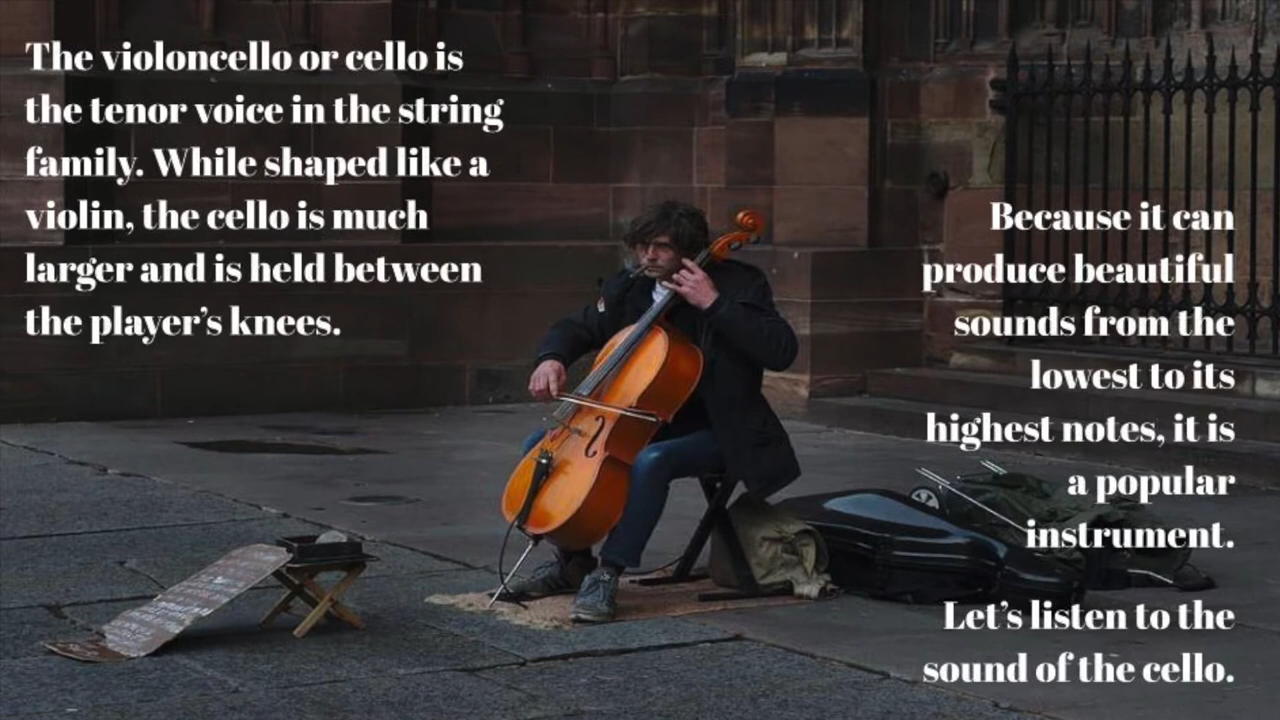 The violoncello or cello is
the tenor voice in the string
family. While shaped like a
violin, the cello is much
larger and is held between
the player’s knees.
Because it can
produce beautiful
sounds from the
lowest to its
highest notes, it is
a popular
instrument.
Let’s listen to the
sound of the cello.